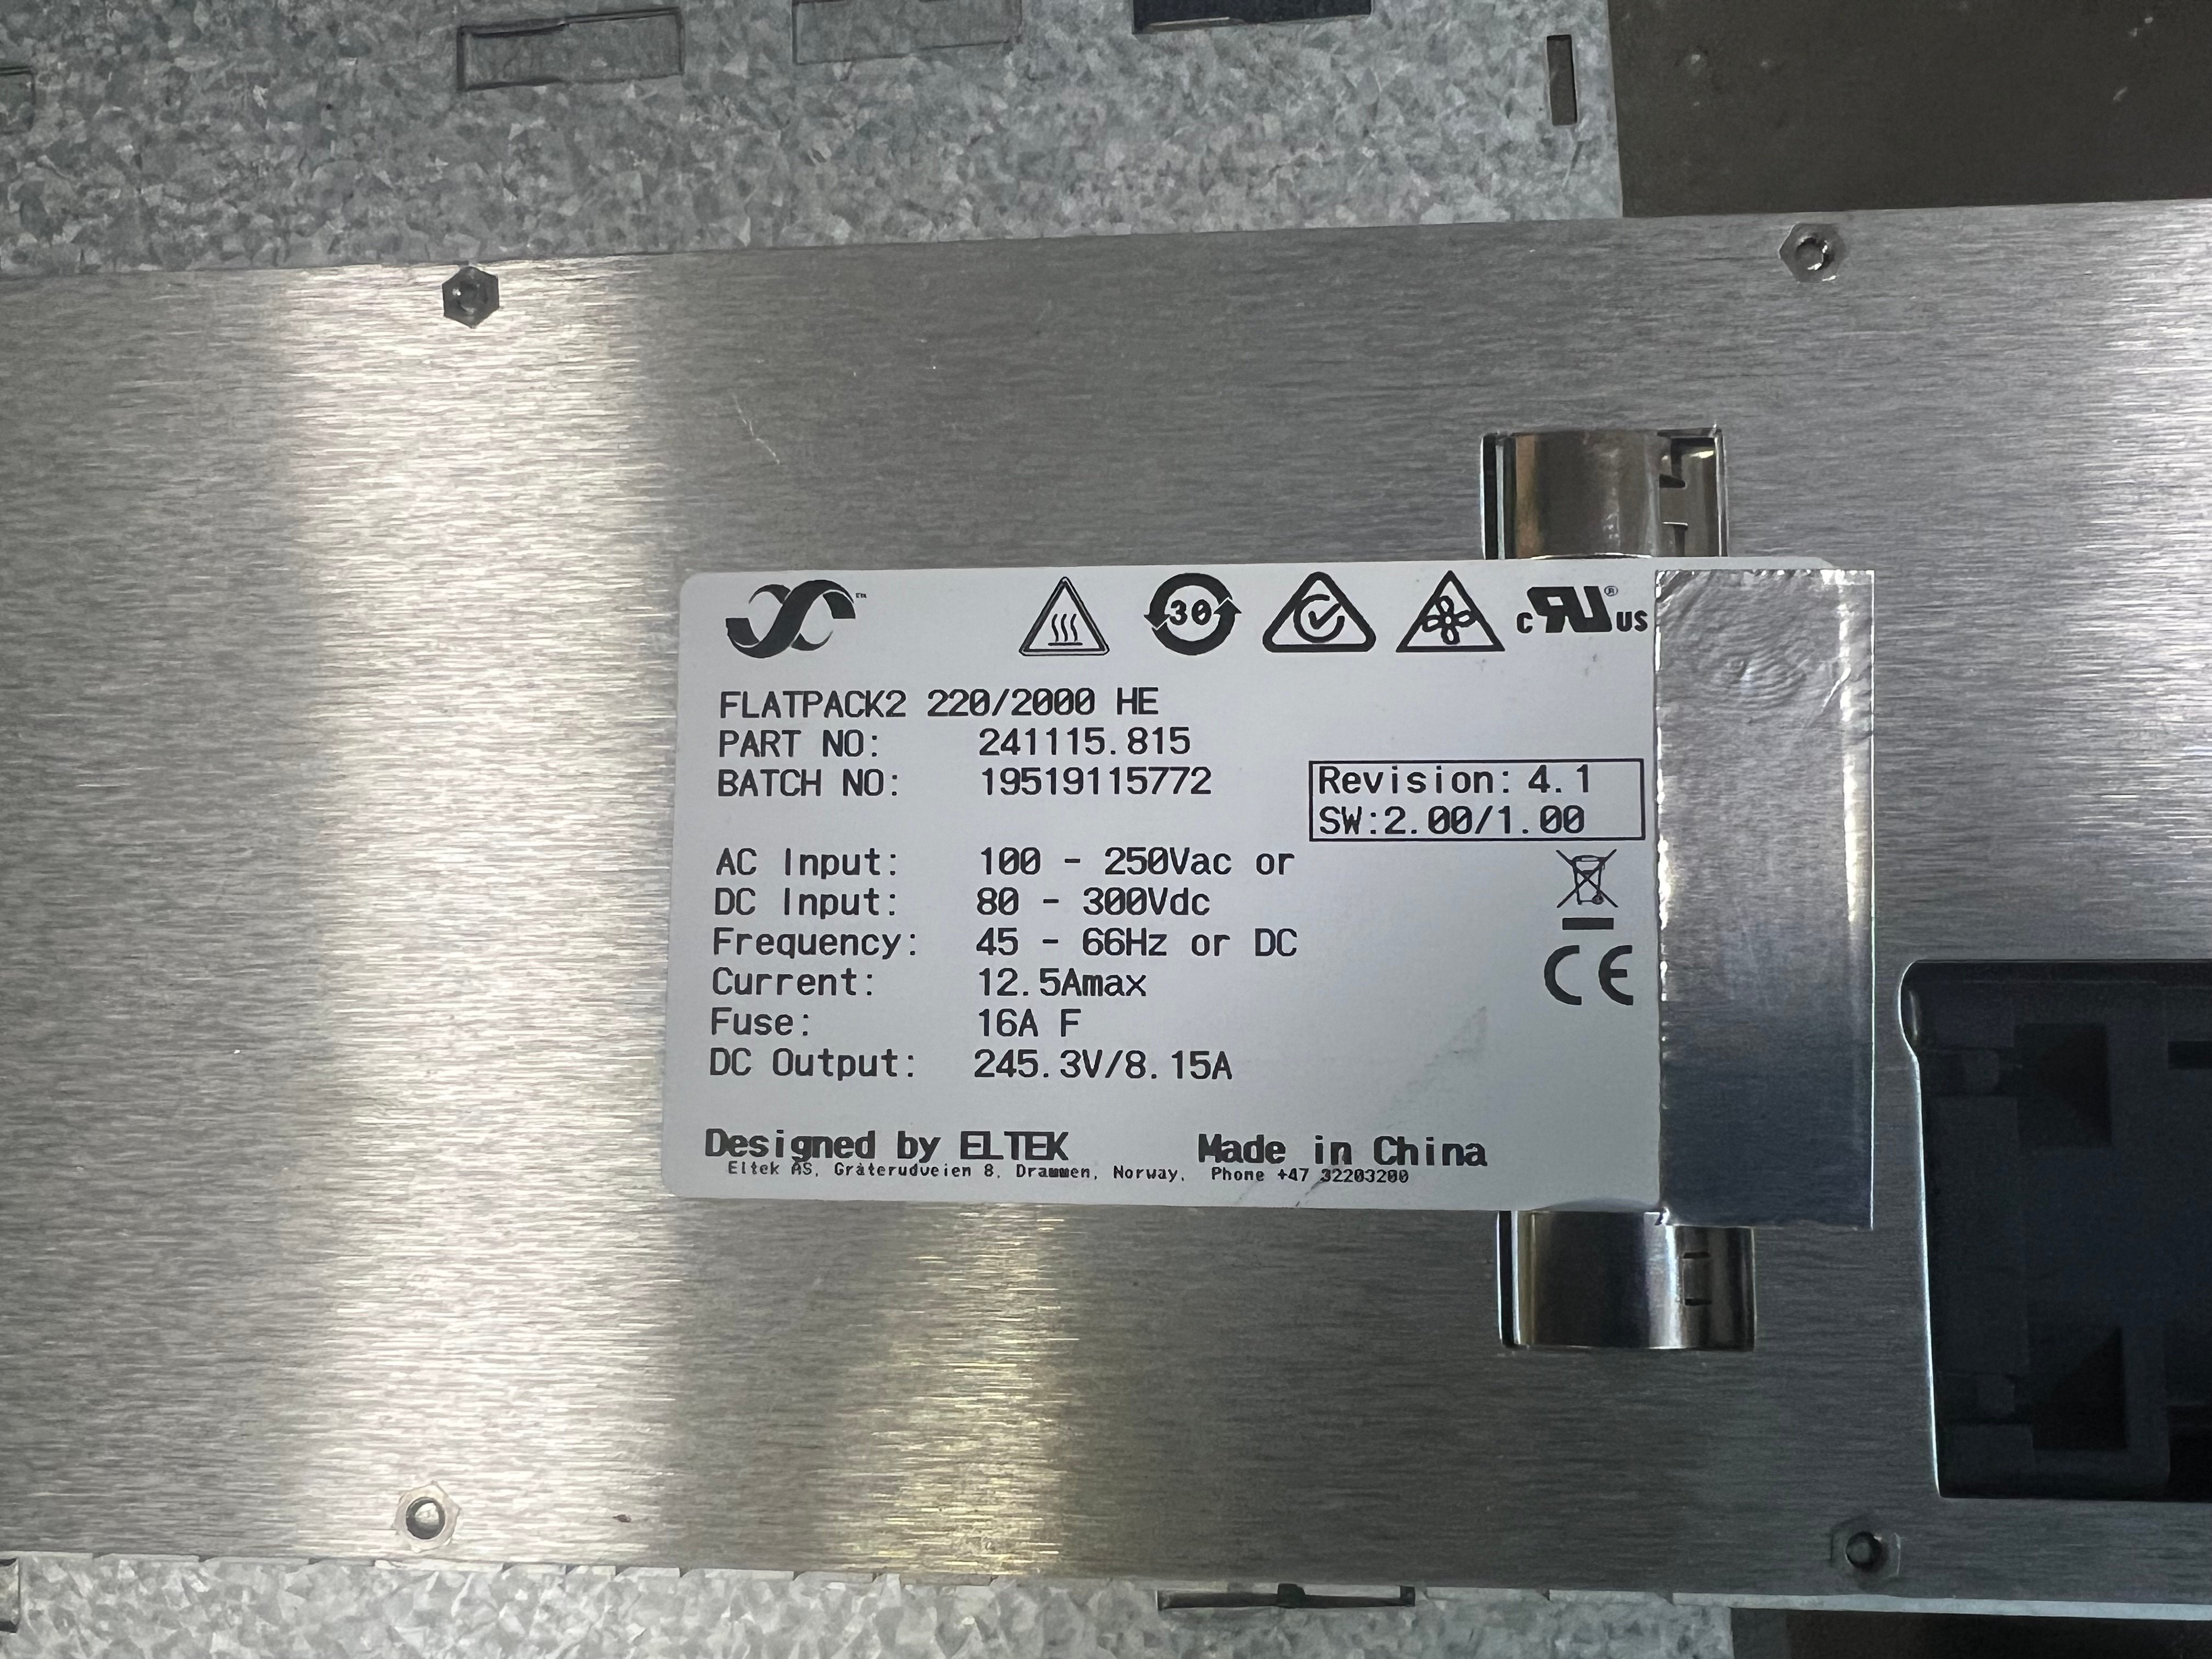 ™
30
c RU ® US
FLATPACK2 220/2000 HE
PART NO: 241115.815
BATCH NO: 19519115772
Revision: 4.1
SW:2.00/1.00
AC Input: 100 - 250Vac or
DC Input: 80 - 300Vdc
Frequency: 45 - 66Hz or DC
Current: 12.5Amax
Fuse: 16A F
DC Output: 245.3V/8.15A
CE
Designed by ELTEK Made in China
Eltek AS, Gråterudveien 8, Drammen, Norway, Phone +47 32203200